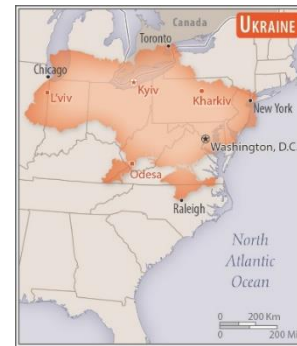 Canada
UKRAINE
Toronto
Chicago
L'viv
Kyiv
Kharkiv
New York
Washington, D.C.
Odesa
Raleigh
North
Atlantic
Ocean
0 200 Km
0 200 Mi